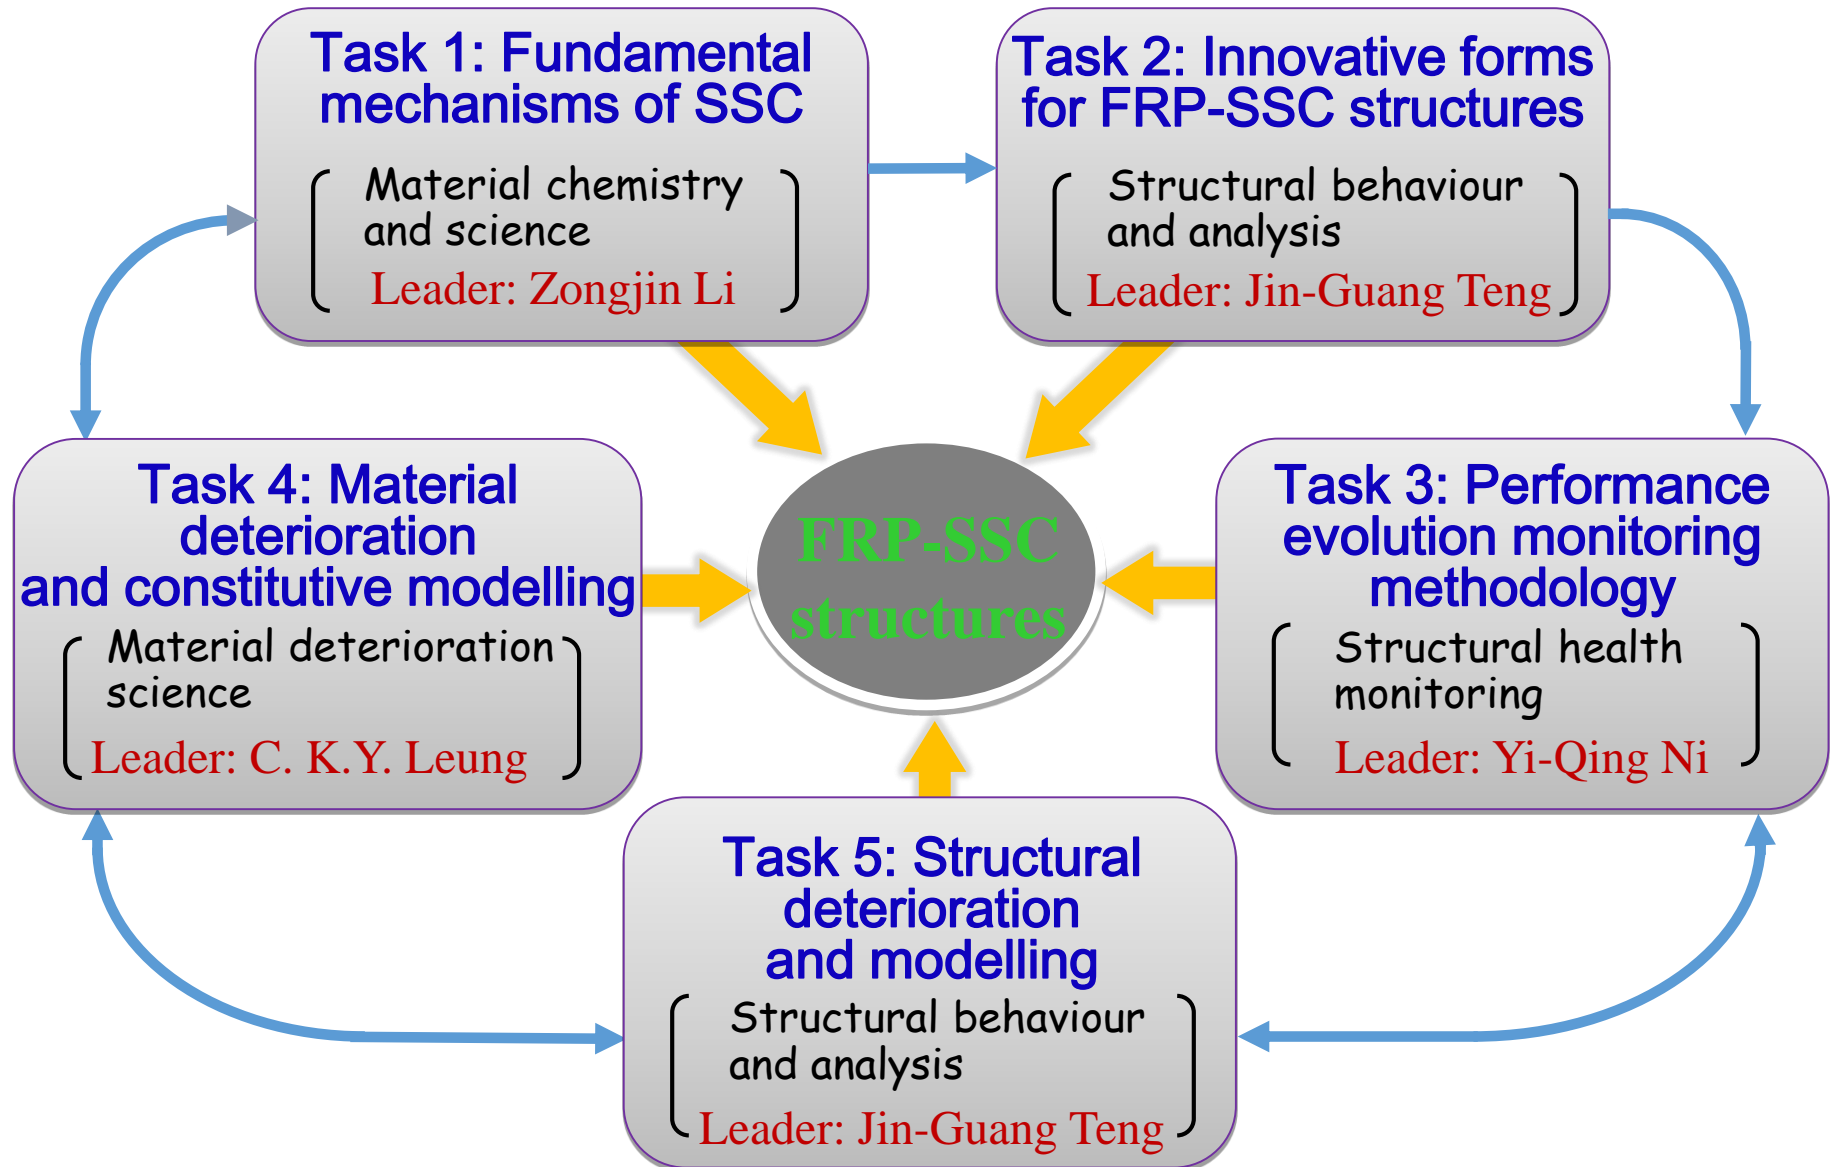 Task 1: Fundamental
mechanisms of SSC
Material chemistry
and science
Leader: Zongjin Li
Task 2: Innovative forms
for FRP-SSC structures
Structural behaviour
and analysis
Leader: Jin-Guang Teng
Task 4: Material
deterioration
and constitutive modelling
Material deterioration
science
Leader: C. K.Y. Leung
FRP-SSC
structures
Task 3: Performance
evolution monitoring
methodology
Structural health
monitoring
Leader: Yi-Qing Ni
Task 5: Structural
deterioration
and modelling
Structural behaviour
and analysis
Leader: Jin-Guang Teng